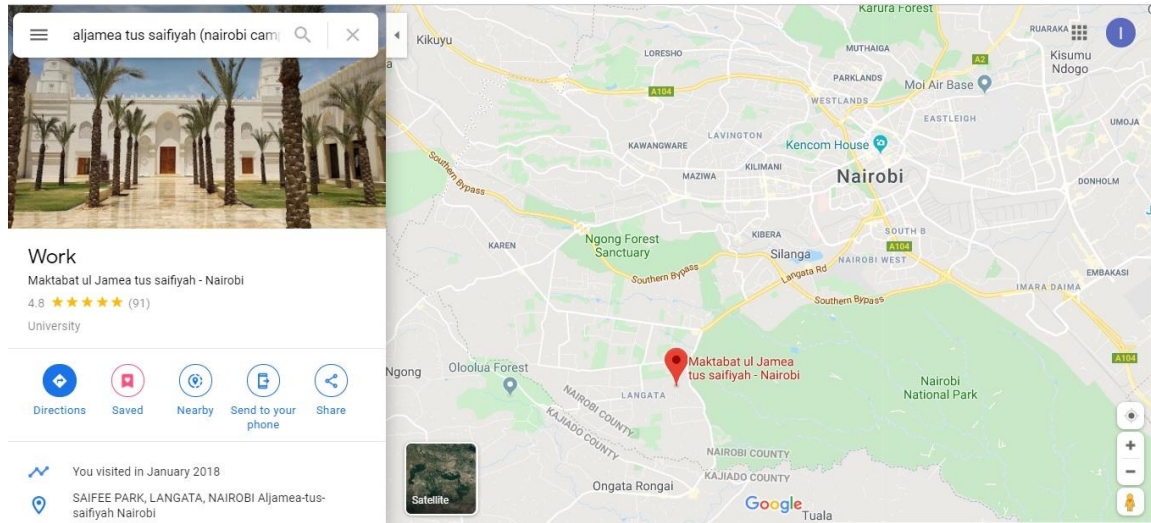 aljamea tus saifiyah (nairobi cam
Work
Maktabat ul Jamea tus saifiyah - Nairobi
4.8 (91)
University
Directions
Saved
Nearby
Send to your
phone
Share
You visited in January 2018
SAIFEE PARK, LANGATA, NAIROBI Aljamea-tus-
saifiyah Nairobi
Karura Forest
RUARAKA
I
Kikuyu
LORESHO
MUTHAIGA
A2
Kisumu
Ndogo
A104
PARKLANDS
Moi Air Base
WESTLANDS
EASTLEIGH
UMOJA
LAVINGTON
KAWANGWARE
Kencom House
Southern Bypass
MAZIWA
KILIMANI
Nairobi
DONHOLM
KAREN
Ngong Forest
Sanctuary
KIBERA
SOUTH B
A104
Silanga
NAIROBI WEST
Langata Rd
Southern Bypass
EMBAKASI
IMARA DAIMA
Southern Bypass
Ngong
Oloolua Forest
Maktabat ul Jamea
tus saifiyah - Nairobi
A104
LANGATA
Nairobi
National Park
NAIROBI COUNTY
KAJIADO COUNTY
NAIROBI COUNTY
KAJIADO COUNTY
Satellite
Ongata Rongai
Google
Tuala